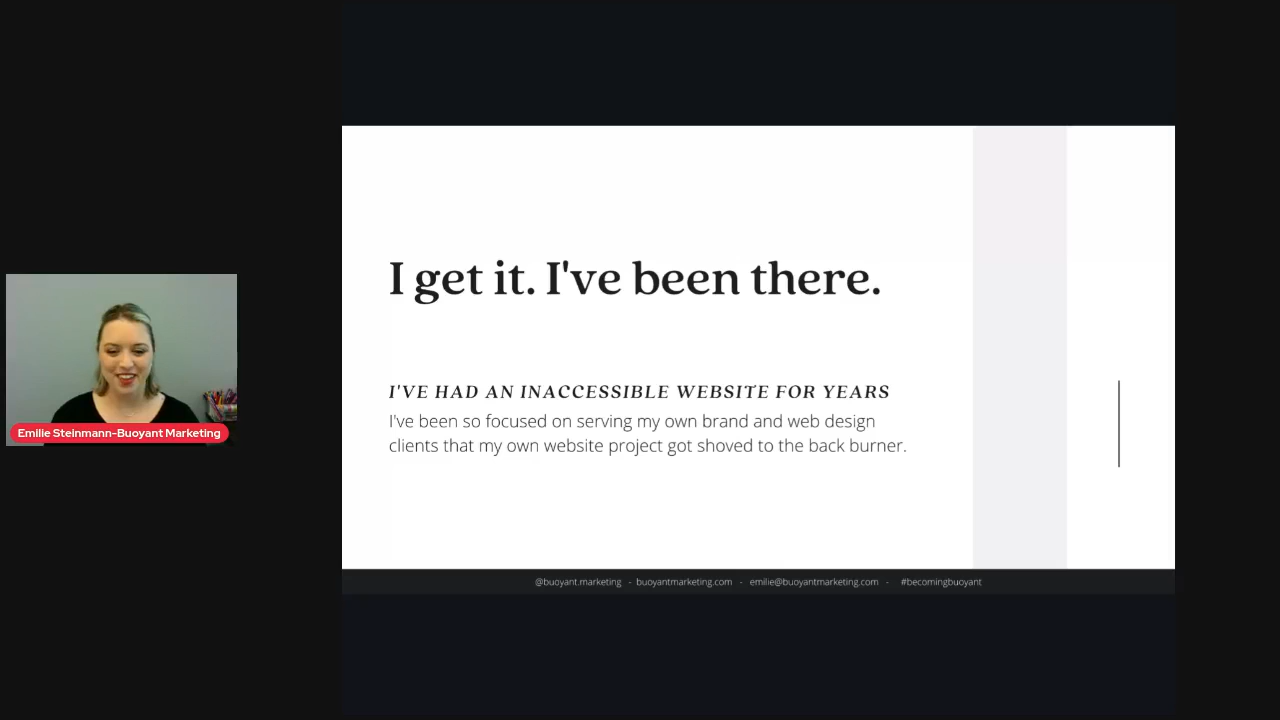 I get it. I've been there.
I'VE HAD AN INACCESSIBLE WEBSITE FOR YEARS
I've been so focused on serving my own brand and web design
clients that my own website project got shoved to the back burner.
Emilie Steinmann-Buoyant Marketing
@buoyant.marketing - buoyantmarketing.com - emilie@buoyantmarketing.com - #becomingbuoyant